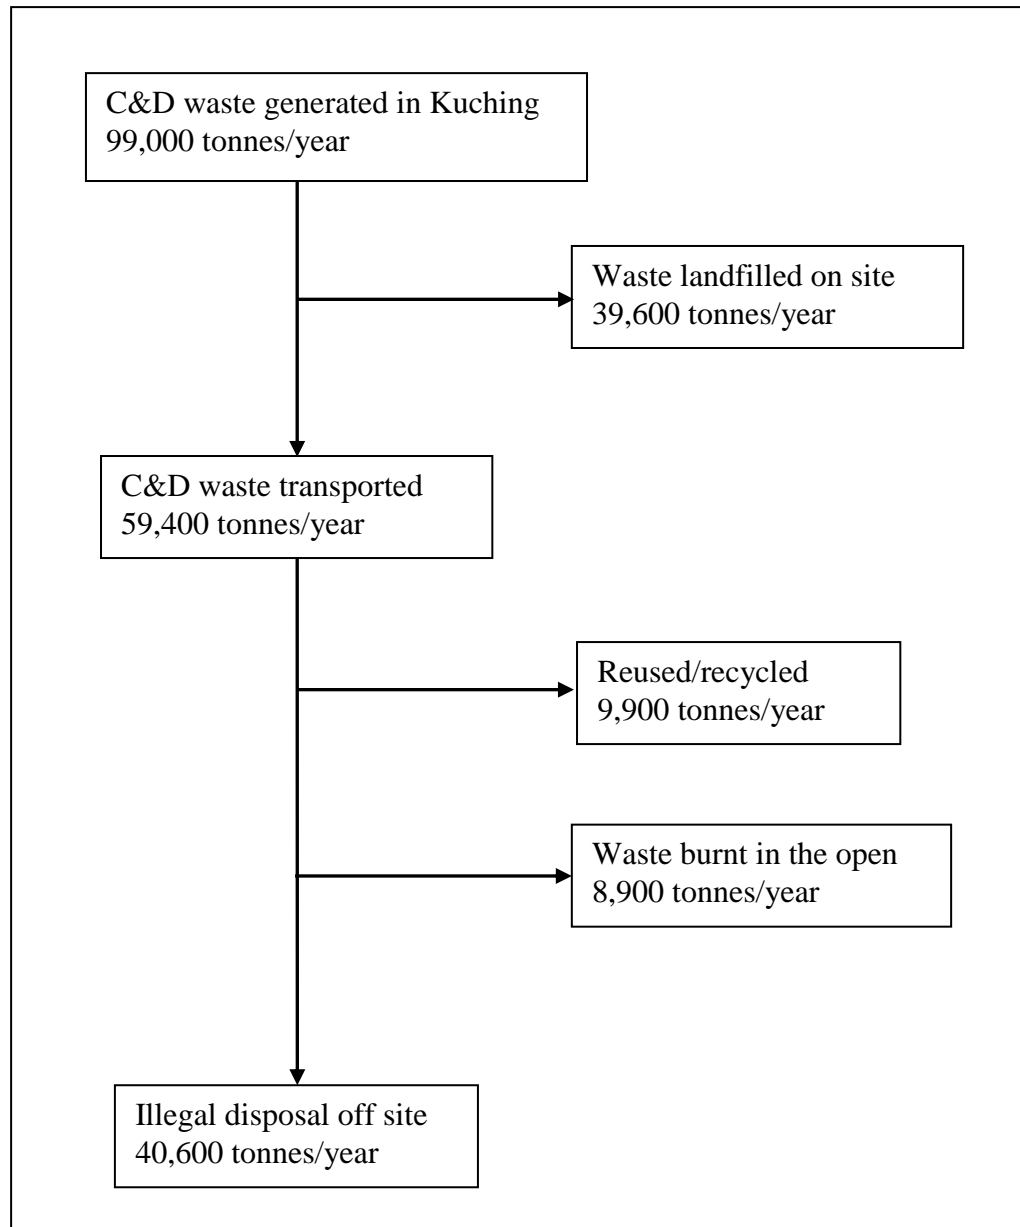 C&D waste generated in Kuching
99,000 tonnes/year
Waste landfilled on site
39,600 tonnes/year
C&D waste transported
59,400 tonnes/year
Reused/recycled
9,900 tonnes/year
Waste burnt in the open
8,900 tonnes/year
Illegal disposal off site
40,600 tonnes/year